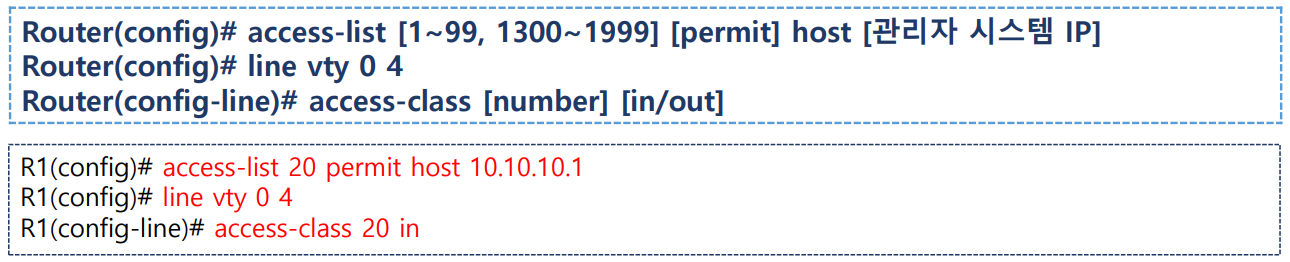 Router(config)# access-list [1~99, 1300~1999] [permit] host [관리자 시스템 IP]
Router(config)# line vty 0 4
Router(config-line)# access-class [number] [in/out]
R1(config)# access-list 20 permit host 10.10.10.1
R1(config)# line vty 0 4
R1(config-line)# access-class 20 in